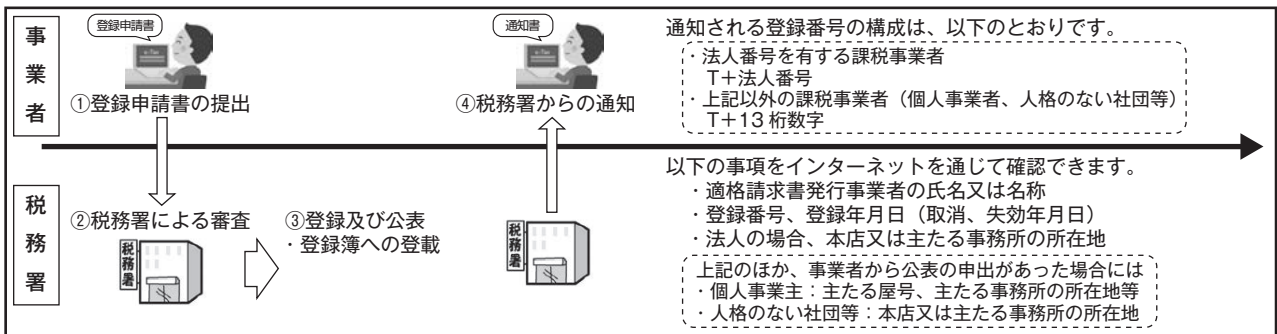 事業者
登録申請書
①登録申請書の提出
通知書
④税務署からの通知
通知される登録番号の構成は、以下のとおりです。
・法人番号を有する課税事業者
T+法人番号
・上記以外の課税事業者（個人事業者、人格のない社団等）
T+13桁数字
税務署
②税務署による審査
税務署
③登録及び公表
・登録簿への登載
税務署
以下の事項をインターネットを通じて確認できます。
・適格請求書発行事業者の氏名又は名称
・登録番号、登録年月日（取消、失効年月日）
・法人の場合、本店又は主たる事務所の所在地
上記のほか、事業者から公表の申出があった場合には
・個人事業主：主たる屋号、主たる事務所の所在地等
・人格のない社団等：本店又は主たる事務所の所在地